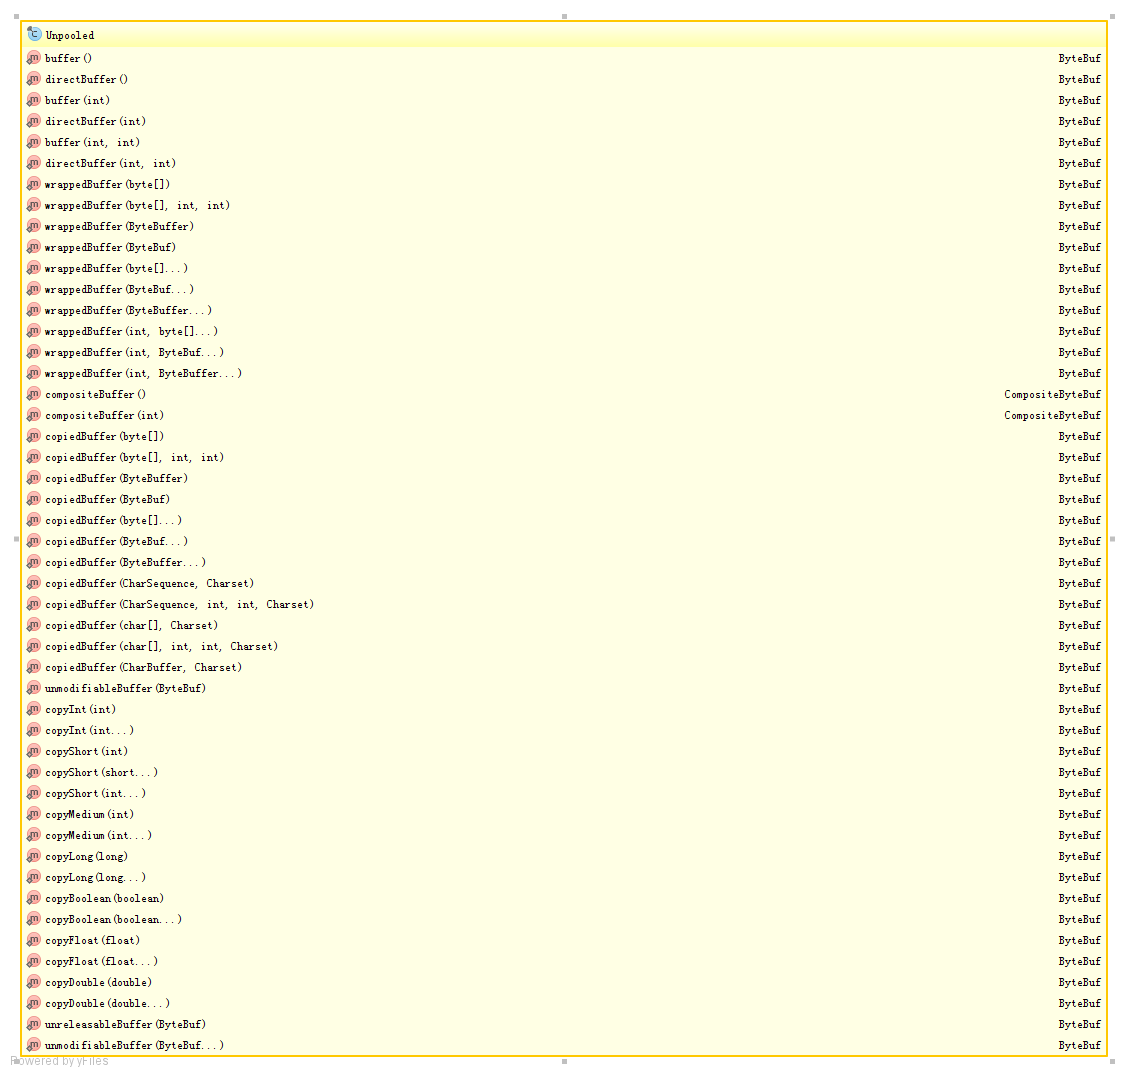 Unpooled
buffer() ByteBuf
directBuffer() ByteBuf
buffer(int) ByteBuf
directBuffer(int) ByteBuf
buffer(int, int) ByteBuf
directBuffer(int, int) ByteBuf
wrappedBuffer(byte[]) ByteBuf
wrappedBuffer(byte[], int, int) ByteBuf
wrappedBuffer(ByteBuffer) ByteBuf
wrappedBuffer(ByteBuf) ByteBuf
wrappedBuffer(byte[]...) ByteBuf
wrappedBuffer(ByteBuf...) ByteBuf
wrappedBuffer(ByteBuffer...) ByteBuf
wrappedBuffer(int, byte[]...) ByteBuf
wrappedBuffer(int, ByteBuf...) ByteBuf
wrappedBuffer(int, ByteBuffer...) ByteBuf
compositeBuffer() CompositeByteBuf
compositeBuffer(int) CompositeByteBuf
copiedBuffer(byte[]) ByteBuf
copiedBuffer(byte[], int, int) ByteBuf
copiedBuffer(ByteBuffer) ByteBuf
copiedBuffer(ByteBuf) ByteBuf
copiedBuffer(byte[]...) ByteBuf
copiedBuffer(ByteBuf...) ByteBuf
copiedBuffer(ByteBuffer...) ByteBuf
copiedBuffer(CharSequence, Charset) ByteBuf
copiedBuffer(CharSequence, int, int, Charset) ByteBuf
copiedBuffer(char[], Charset) ByteBuf
copiedBuffer(char[], int, int, Charset) ByteBuf
copiedBuffer(CharBuffer, Charset) ByteBuf
unmodifiableBuffer(ByteBuf) ByteBuf
copyInt(int) ByteBuf
copyInt(int...) ByteBuf
copyShort(int) ByteBuf
copyShort(short...) ByteBuf
copyShort(int...) ByteBuf
copyMedium(int) ByteBuf
copyMedium(int...) ByteBuf
copyLong(long) ByteBuf
copyLong(long...) ByteBuf
copyBoolean(boolean) ByteBuf
copyBoolean(boolean...) ByteBuf
copyFloat(float) ByteBuf
copyFloat(float...) ByteBuf
copyDouble(double) ByteBuf
copyDouble(double...) ByteBuf
unreleasableBuffer(ByteBuf) ByteBuf
unmodifiableBuffer(ByteBuf...) ByteBuf
Powered by yFiles